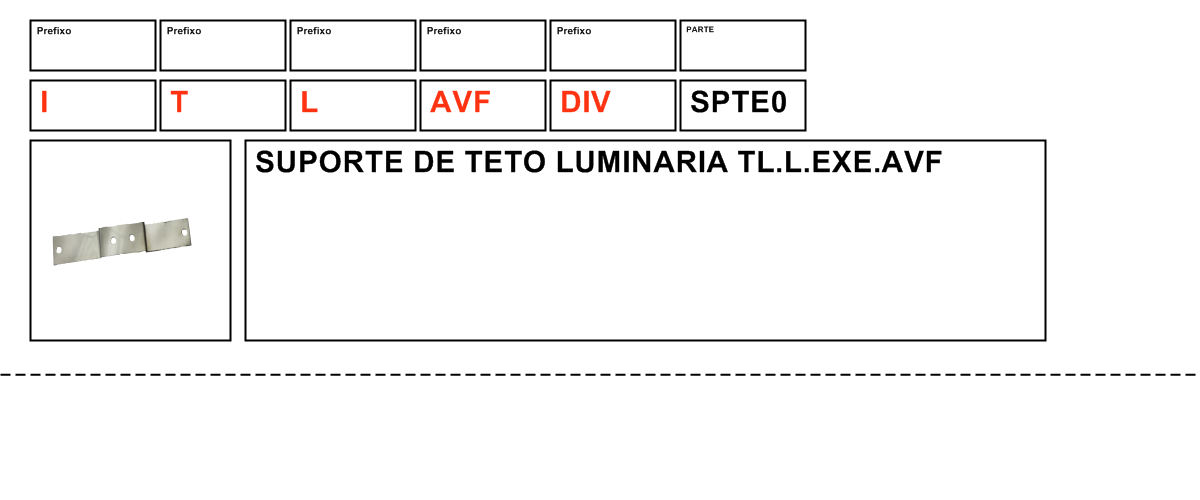 Prefixo Prefixo Prefixo Prefixo Prefixo PARTE
I T L AVF DIV SPTE0
SUPORTE DE TETO LUMINARIA TL.L.EXE.AVF